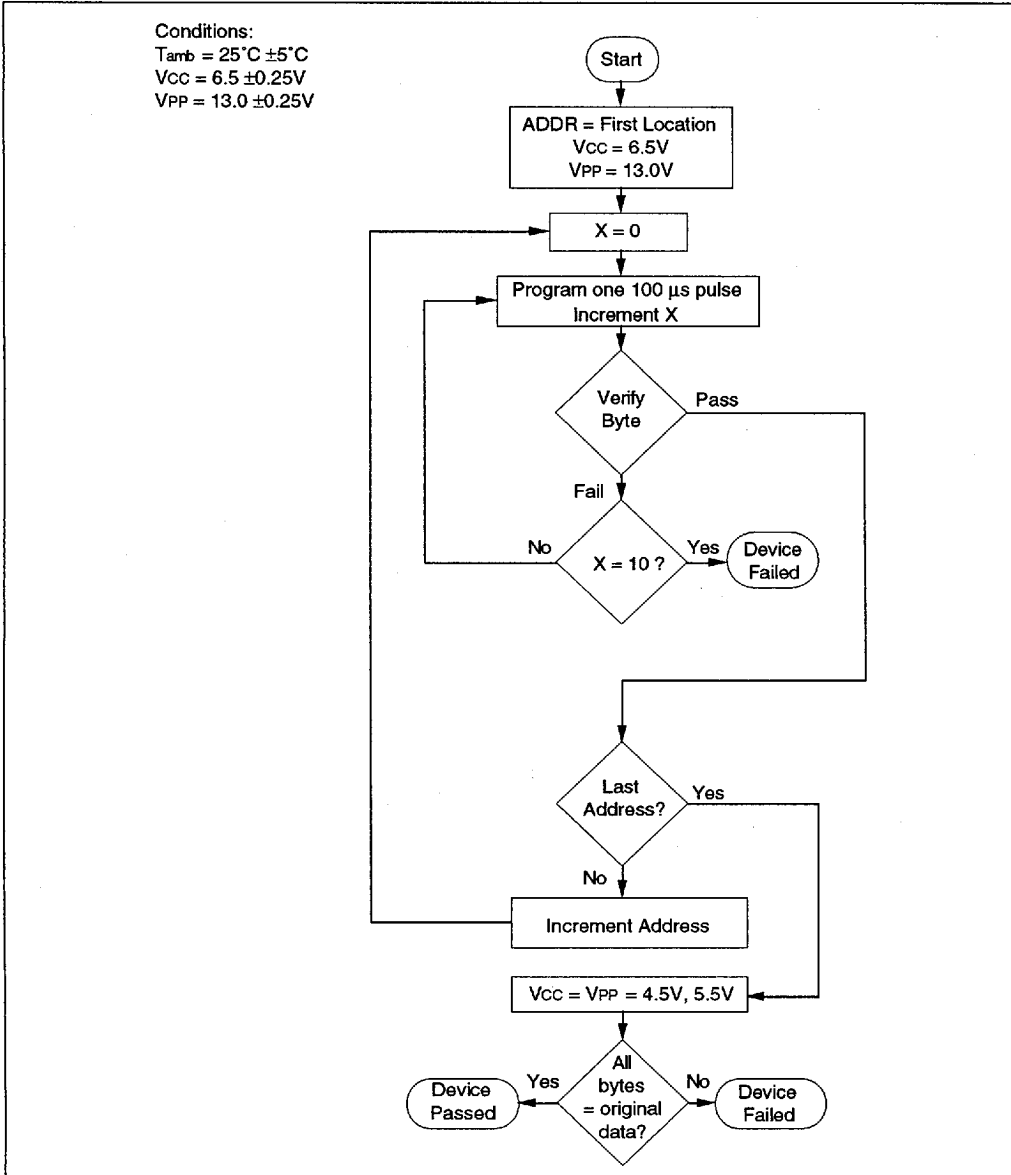 Conditions:
Tamb = 25°C ±5°C
VCC = 6.5 ±0.25V
VPP = 13.0 ±0.25V
Start
ADDR = First Location
VCC = 6.5V
VPP = 13.0V
X = 0
Program one 100 µs pulse
Increment X
Verify
Byte
Pass
Fail
X = 10 ?
No
Yes
Device
Failed
Last
Address?
Yes
No
Increment Address
VCC = VPP = 4.5V, 5.5V
All
bytes
= original
data?
Yes
No
Device
Passed
Device
Failed